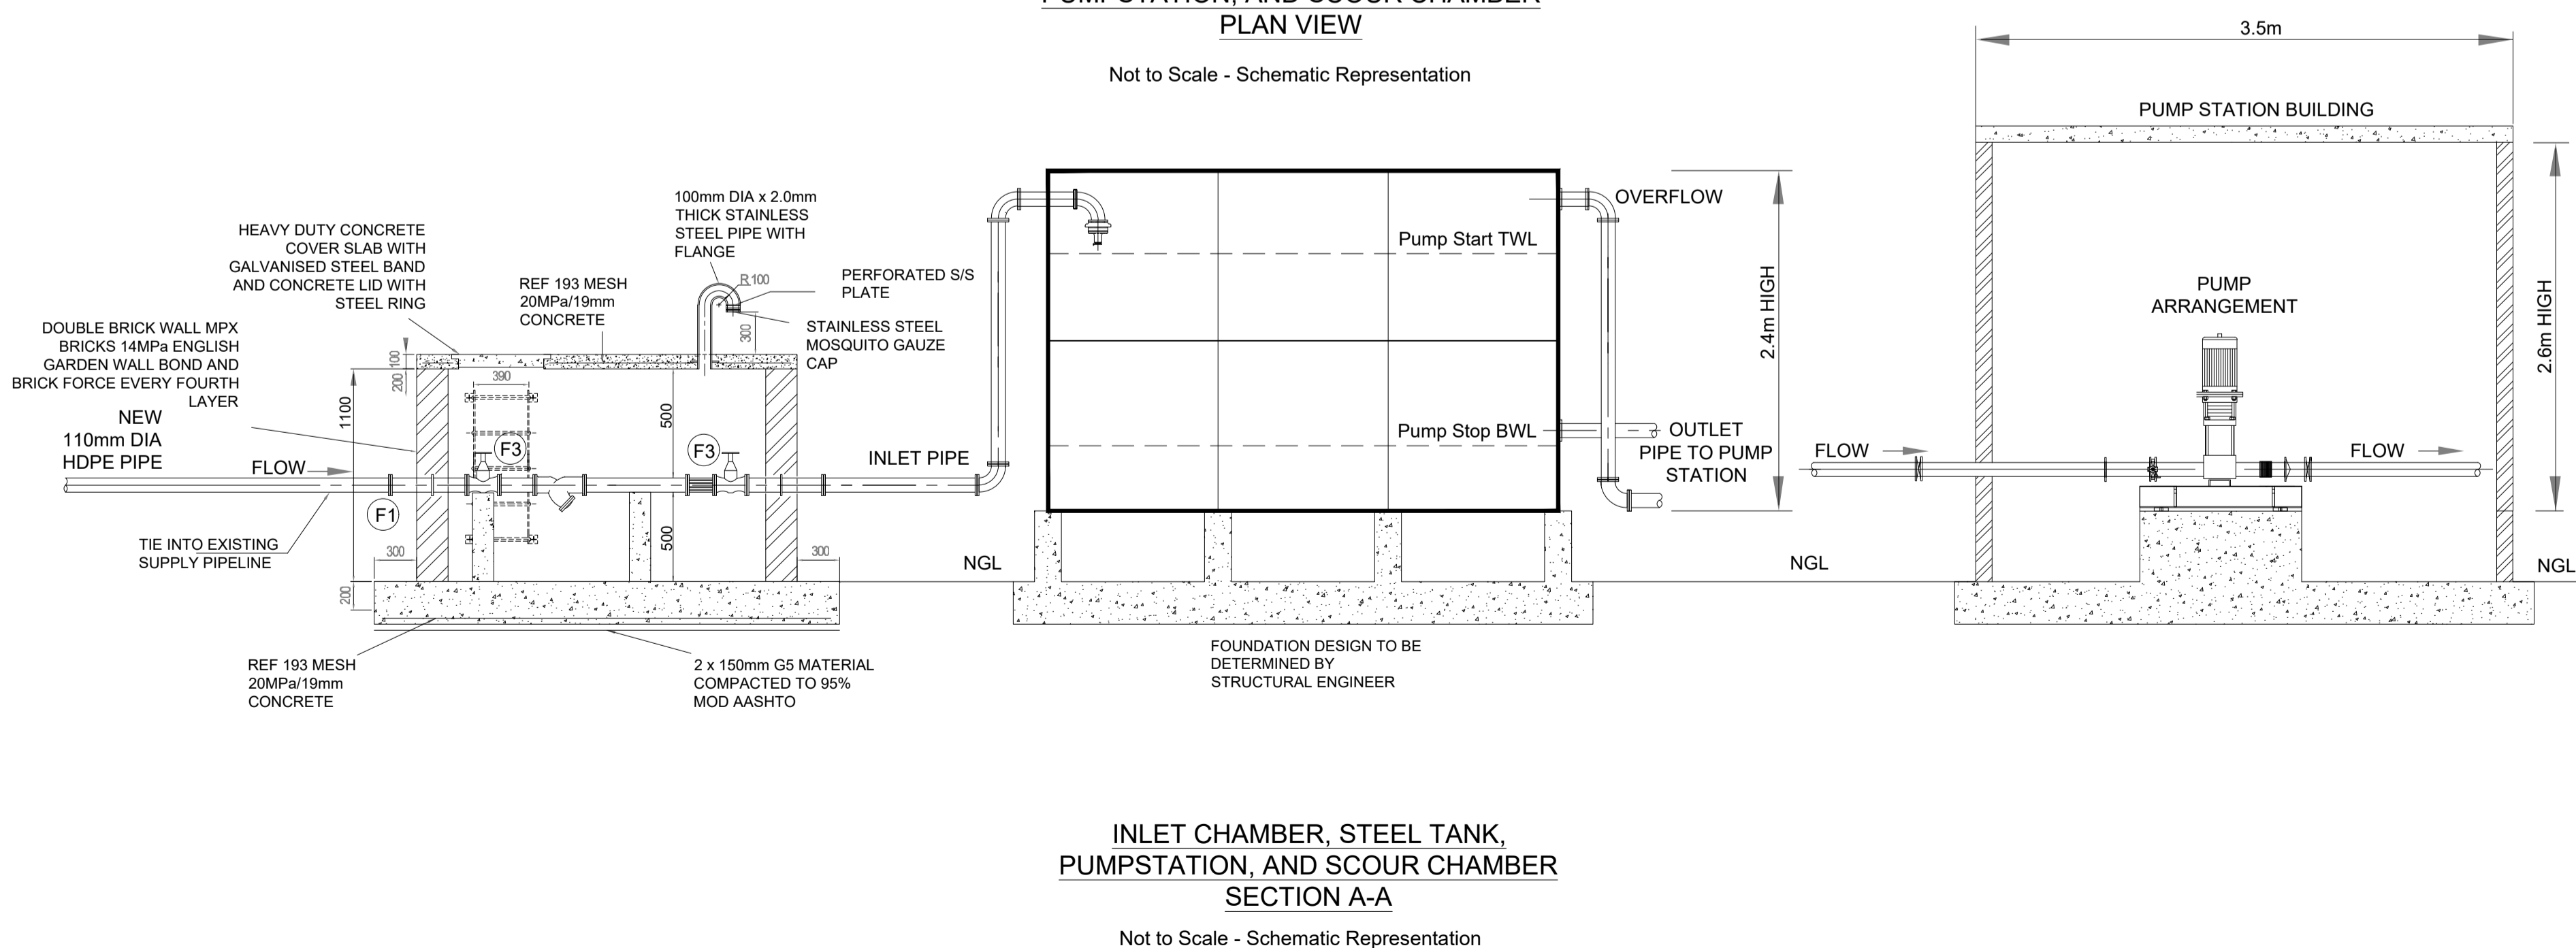 PUMPSTATION, AND SCOUR CHAMBER
PLAN VIEW
Not to Scale - Schematic Representation
3.5m
PUMP STATION BUILDING
100mm DIA x 2.0mm
THICK STAINLESS
STEEL PIPE WITH
FLANGE
HEAVY DUTY CONCRETE
COVER SLAB WITH
GALVANISED STEEL BAND
AND CONCRETE LID WITH
STEEL RING
REF 193 MESH
20MPa/19mm
CONCRETE
R 100
PERFORATED S/S
PLATE
300
STAINLESS STEEL
MOSQUITO GAUZE
CAP
DOUBLE BRICK WALL MPX
BRICKS 14MPa ENGLISH
GARDEN WALL BOND AND
BRICK FORCE EVERY FOURTH
LAYER
100
200
1100
390
500
500
NEW
110mm DIA
HDPE PIPE
FLOW
F3
F3
F1
TIE INTO EXISTING
SUPPLY PIPELINE
300
300
200
REF 193 MESH
20MPa/19mm
CONCRETE
2 x 150mm G5 MATERIAL
COMPACTED TO 95%
MOD AASHTO
INLET PIPE
NGL
OVERFLOW
Pump Start TWL
Pump Stop BWL
OUTLET
PIPE TO PUMP
STATION
2.4m HIGH
FOUNDATION DESIGN TO BE
DETERMINED BY
STRUCTURAL ENGINEER
NGL
PUMP
ARRANGEMENT
FLOW
FLOW
2.6m HIGH
NGL
INLET CHAMBER, STEEL TANK,
PUMPSTATION, AND SCOUR CHAMBER
SECTION A-A
Not to Scale - Schematic Representation